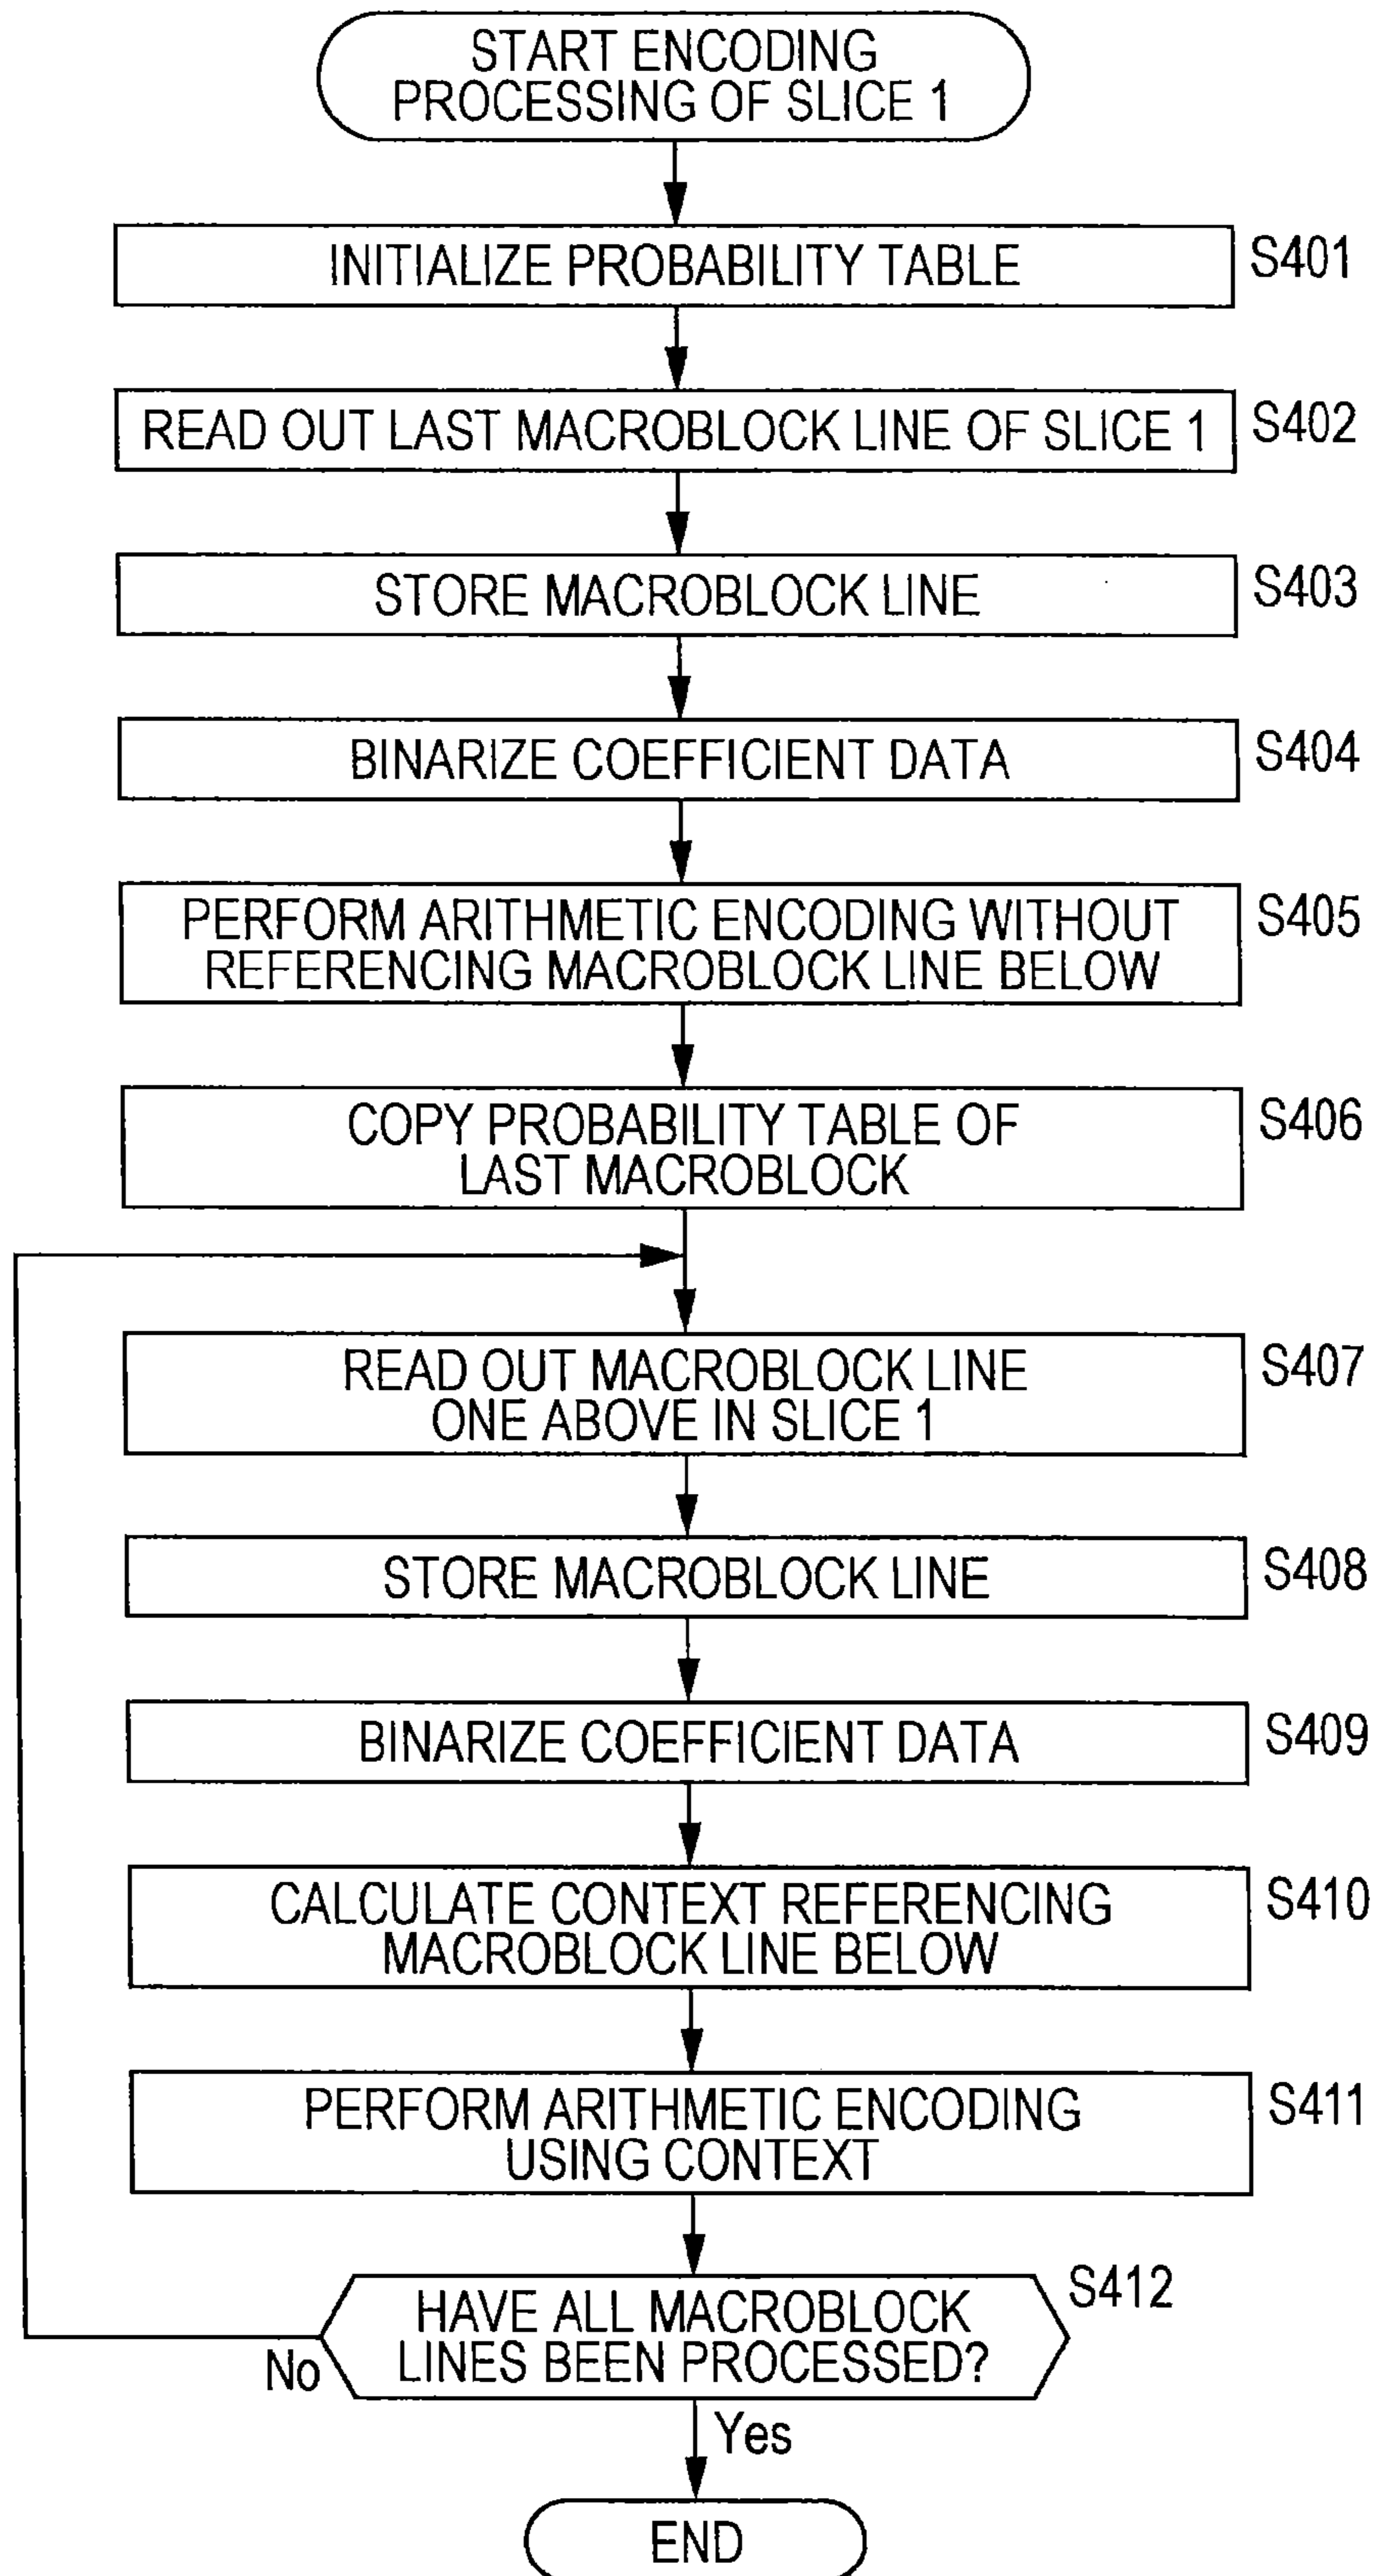 START ENCODING
PROCESSING OF SLICE 1
INITIALIZE PROBABILITY TABLE
S401
READ OUT LAST MACROBLOCK LINE OF SLICE 1
S402
STORE MACROBLOCK LINE
S403
BINARIZE COEFFICIENT DATA
S404
PERFORM ARITHMETIC ENCODING WITHOUT
REFERENCING MACROBLOCK LINE BELOW
S405
COPY PROBABILITY TABLE OF
LAST MACROBLOCK
S406
READ OUT MACROBLOCK LINE
ONE ABOVE IN SLICE 1
S407
STORE MACROBLOCK LINE
S408
BINARIZE COEFFICIENT DATA
S409
CALCULATE CONTEXT REFERENCING
MACROBLOCK LINE BELOW
S410
PERFORM ARITHMETIC ENCODING
USING CONTEXT
S411
HAVE ALL MACROBLOCK
LINES BEEN PROCESSED?
S412
No
Yes
END